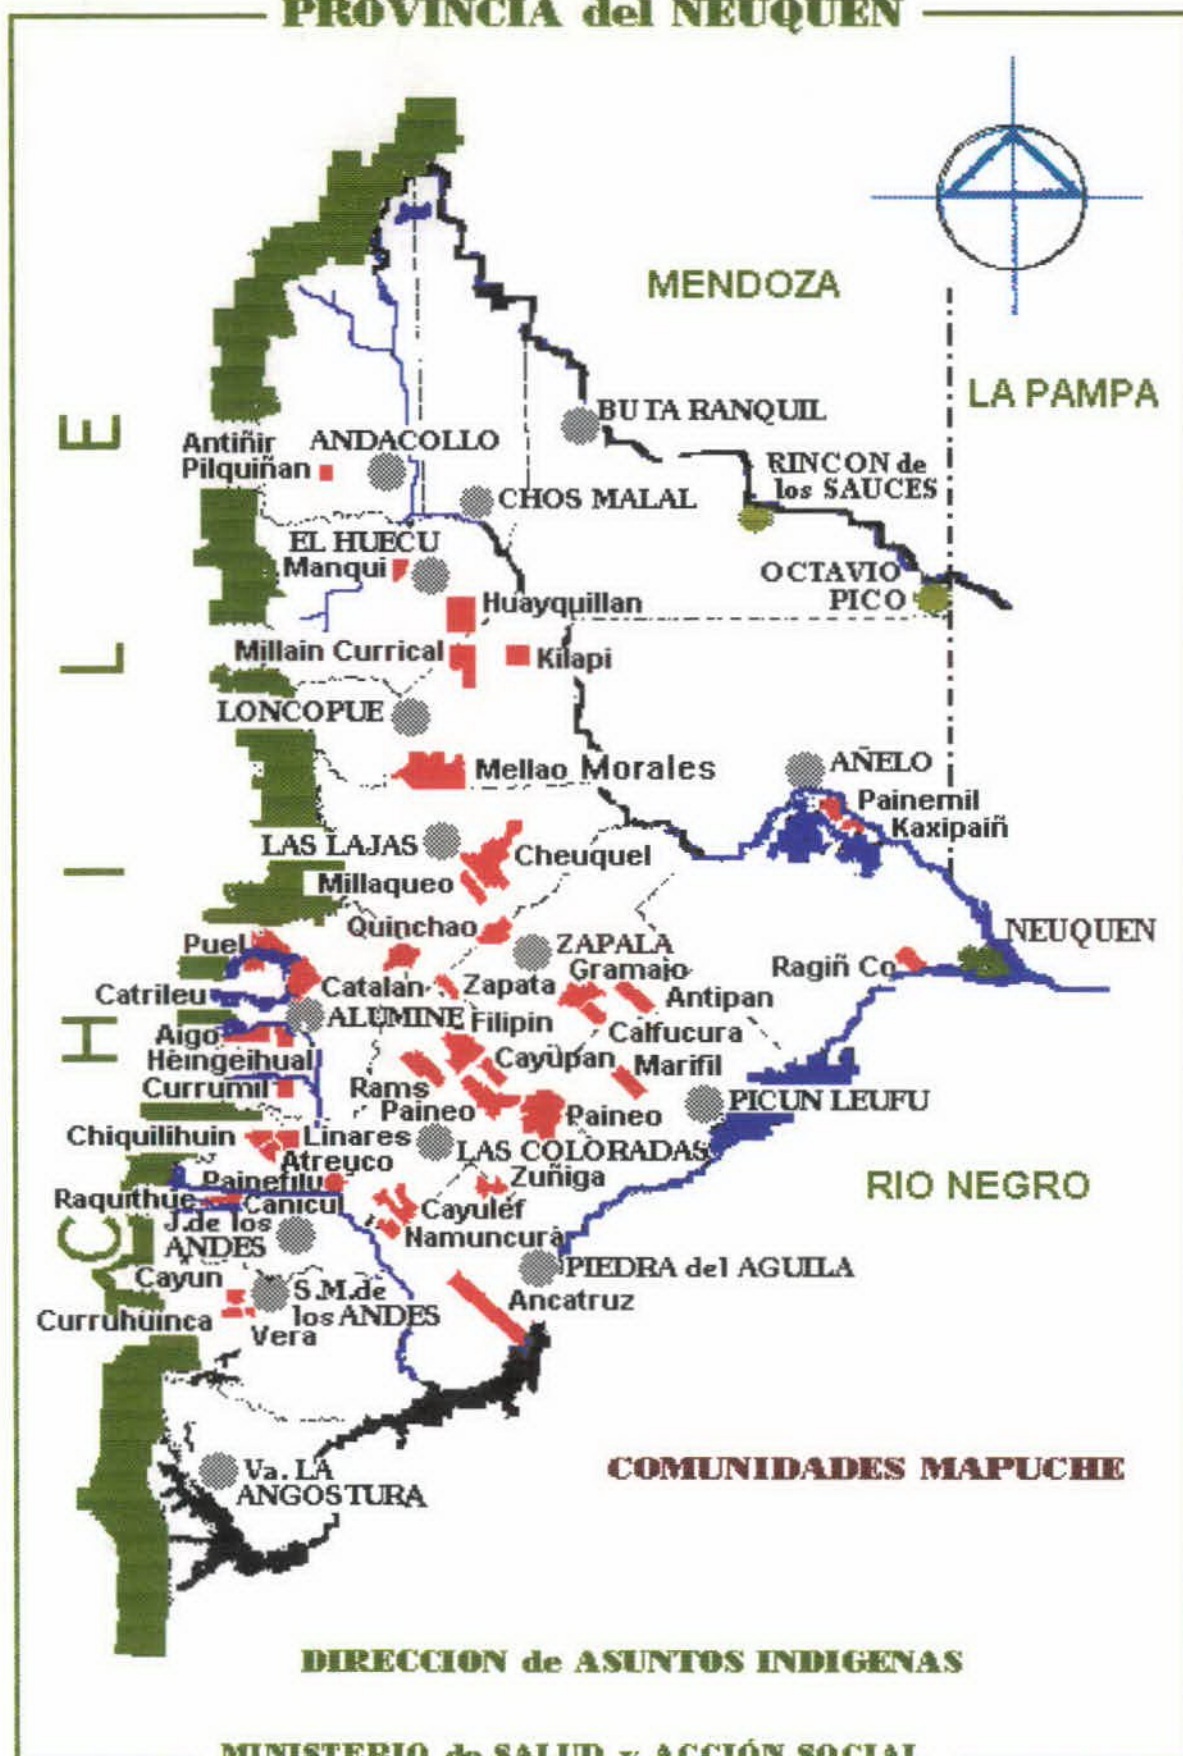 PROVINCIA del NEUQUEN
MENDOZA
LA PAMPA
CHILE
BUTA RANQUIL
Antiñir
Pilquiñan
ANDACOLLO
RINCON de
los SAUCES
CHOS MALAL
EL HUECU
Manqui
OCTAVIO
PICO
Huayquillan
Millain Currical
Kilapi
LONCOPUE
Mellao Morales
AÑELO
Painemil
Kaxipaiñ
LAS LAJAS
Cheuquel
Millaqueo
Quinchao
Puel
ZAPALA
NEUQUEN
Gramajo
Ragiñ Co
Catalan
Zapata
Antipan
Catrileu
ALUMINE
Filipin
Calfucura
Aigo
Heingeihual
Cayupan
Marifil
Currumil
Rams
Paineo
Paineo
PICUN LEUFU
Chiquilihuin
Linares
LAS COLORADAS
Atreuco
Painefilu
Zuñiga
RIO NEGRO
Raquithue
Canicul
Cayulef
J.de los
ANDES
Namuncura
PIEDRA del AGUILA
Cayun
S.M.de
los ANDES
Ancatruz
Curruhuinca
Vera
Va. LA
ANGOSTURA
COMUNIDADES MAPUCHE
DIRECCION de ASUNTOS INDIGENAS
MINISTERIO de SALUD y ACCIÓN SOCIAL